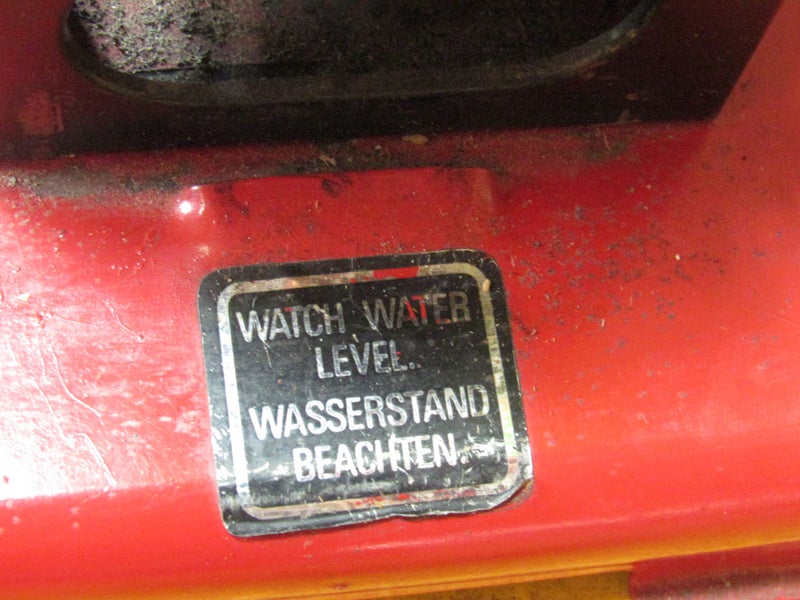 WATCH WATER
LEVEL.
WASSERSTAND
BEACHTEN.